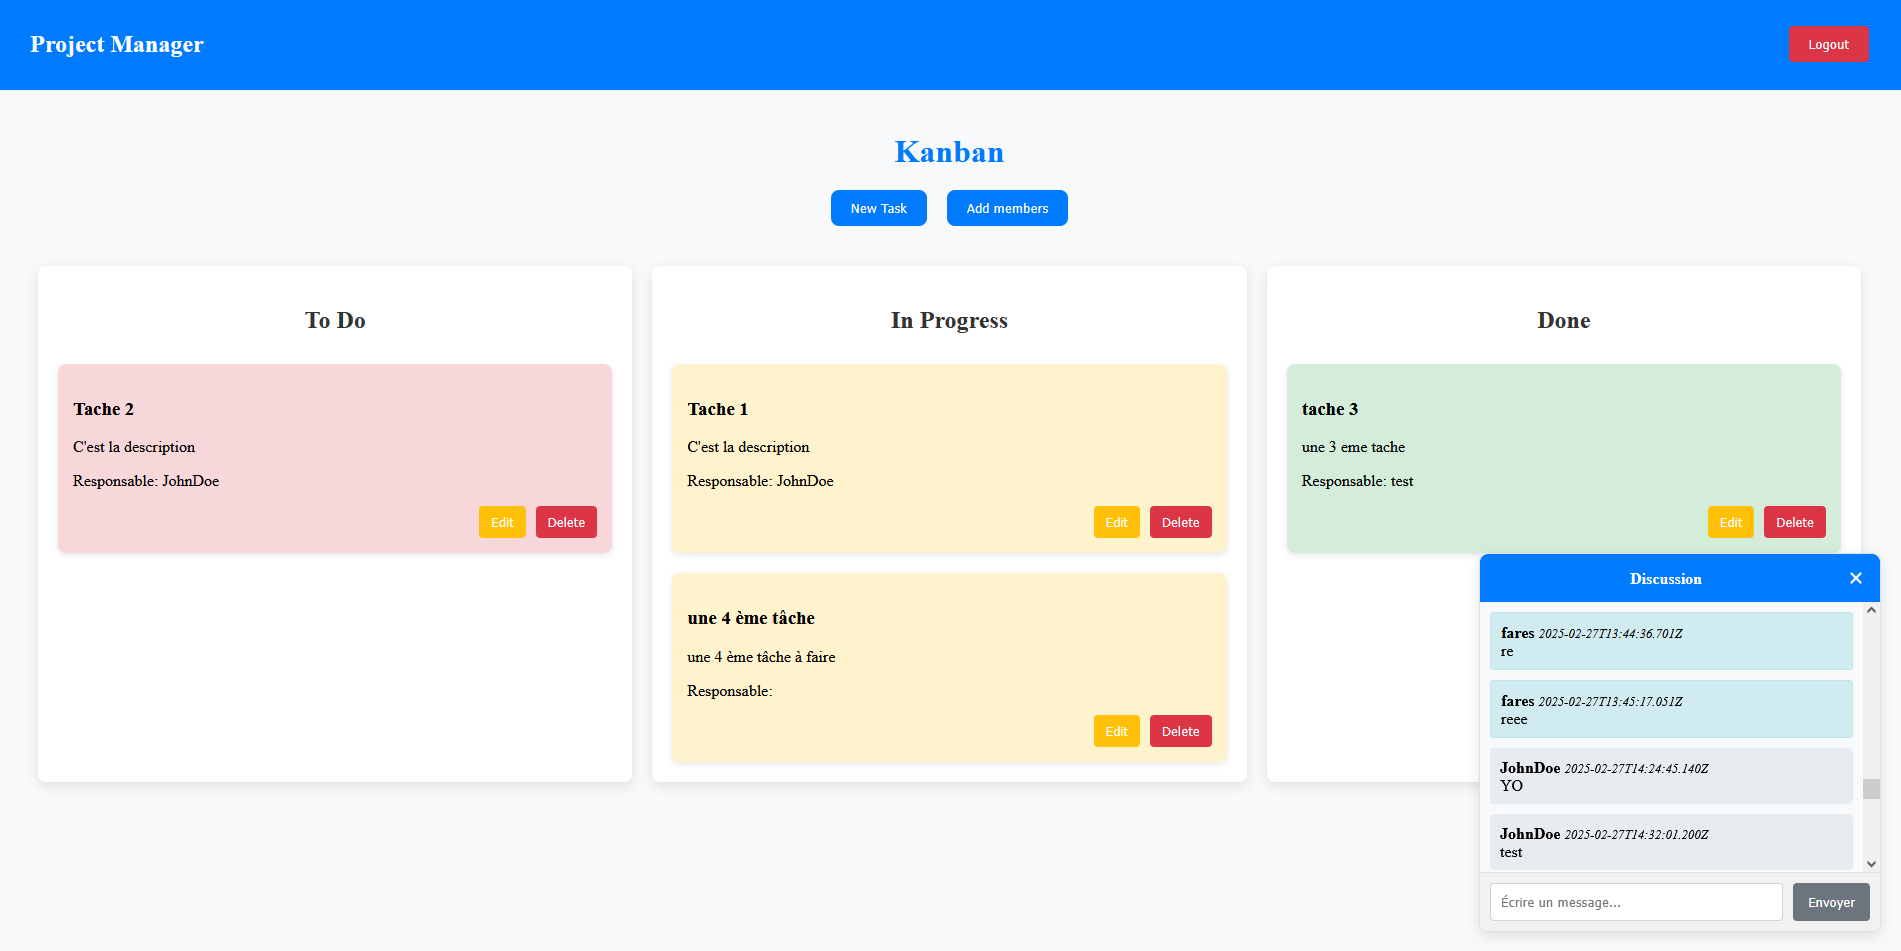 Project Manager
Logout
Kanban
New Task
Add members
To Do
Tache 2
C'est la description
Responsable: JohnDoe
Edit
Delete
In Progress
Tache 1
C'est la description
Responsable: JohnDoe
Edit
Delete
une 4 ème tâche
une 4 ème tâche à faire
Responsable:
Edit
Delete
Done
tache 3
une 3 eme tache
Responsable: test
Edit
Delete
Discussion
fares 2025-02-27T13:44:36.701Z
re
fares 2025-02-27T13:45:17.051Z
reee
JohnDoe 2025-02-27T14:24:45.140Z
YO
JohnDoe 2025-02-27T14:32:01.200Z
test
Écrire un message...
Envoyer